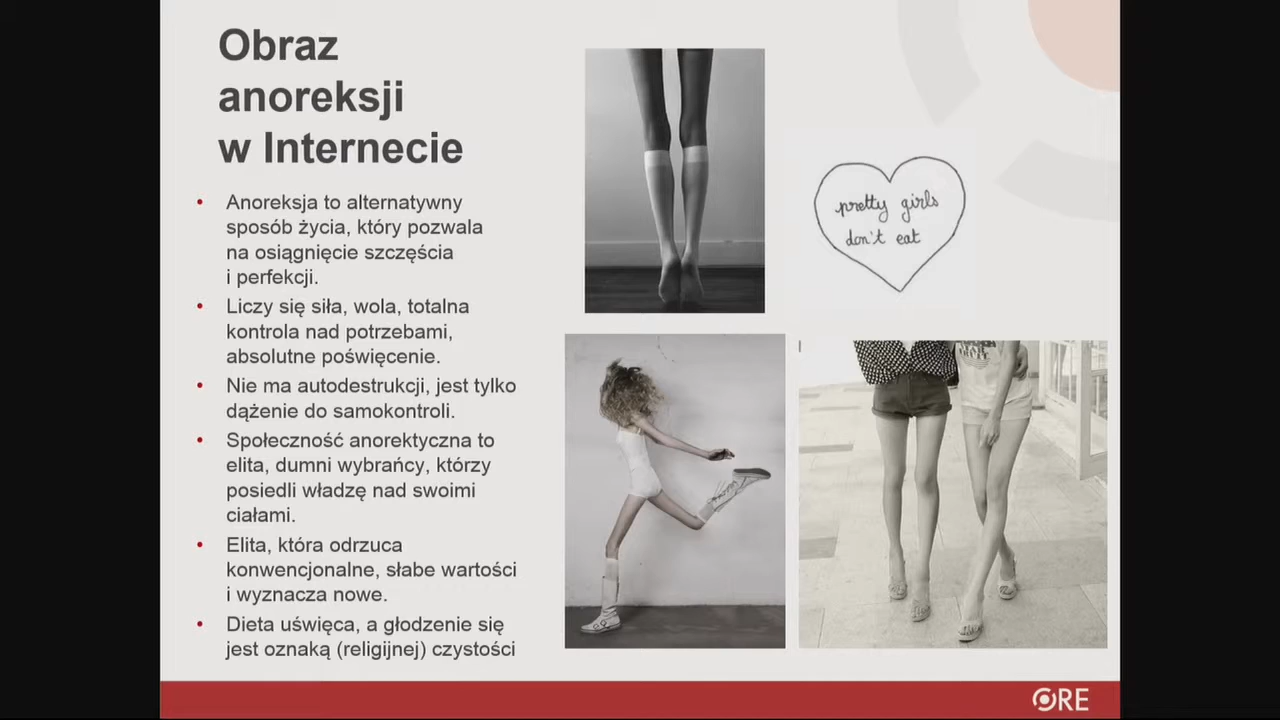 Obraz
anoreksji
w Internecie
• Anoreksja to alternatywny
sposób życia, który pozwala
na osiągnięcie szczęścia
i perfekcji.
• Liczy się siła, wola, totalna
kontrola nad potrzebami,
absolutne poświęcenie.
• Nie ma autodestrukcji, jest tylko
dążenie do samokontroli.
• Społeczność anorektyczna to
elita, dumni wybrańcy, którzy
posiedli władzę nad swoimi
ciałami.
• Elita, która odrzuca
konwencjonalne, słabe wartości
i wyznacza nowe.
• Dieta uświęca, a głodzenie się
jest oznaką (religijnej) czystości
pretty girls
don't eat
ORE